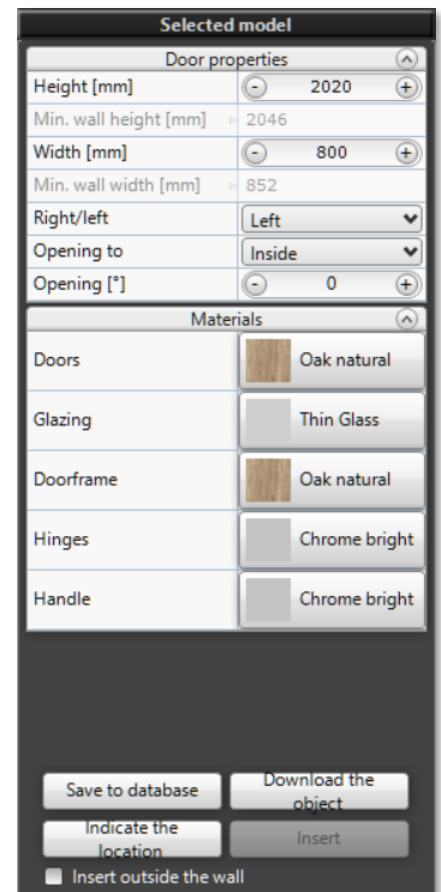 Selected model
Door properties
Height [mm] - 2020 +
Min. wall height [mm] 2046
Width [mm] - 800 +
Min. wall width [mm] 852
Right/left Left
Opening to Inside
Opening [°] - 0 +
Materials
Doors Oak natural
Glazing Thin Glass
Doorframe Oak natural
Hinges Chrome bright
Handle Chrome bright
Save to database
Download the
object
Indicate the
location
Insert
Insert outside the wall